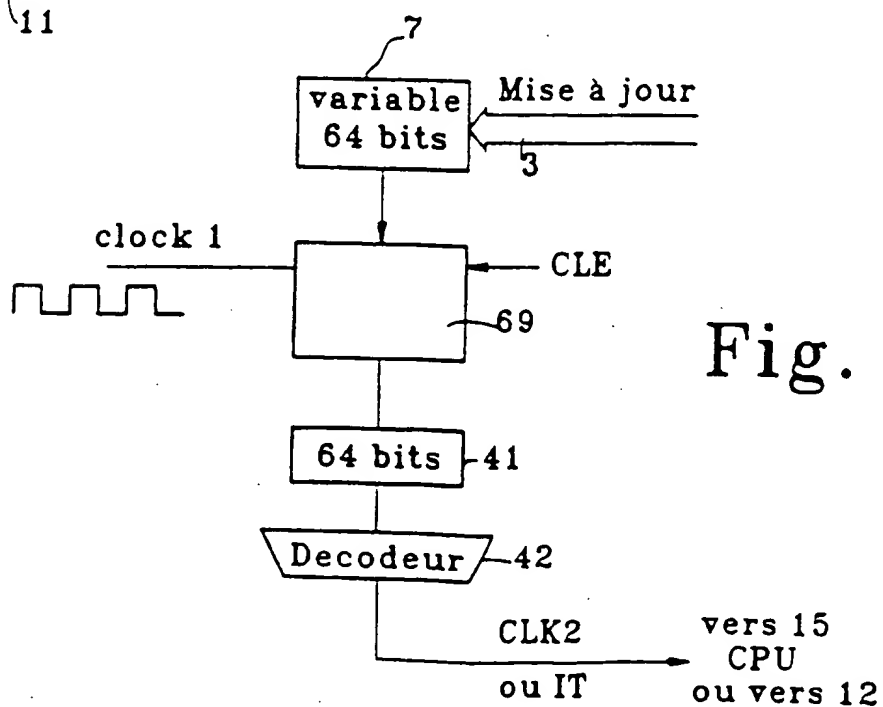 11
7
variable
64 bits
Mise à jour
3
clock 1
CLE
69
Fig.
64 bits
41
Decodeur
42
CLK2
ou IT
vers 15
CPU
ou vers 12